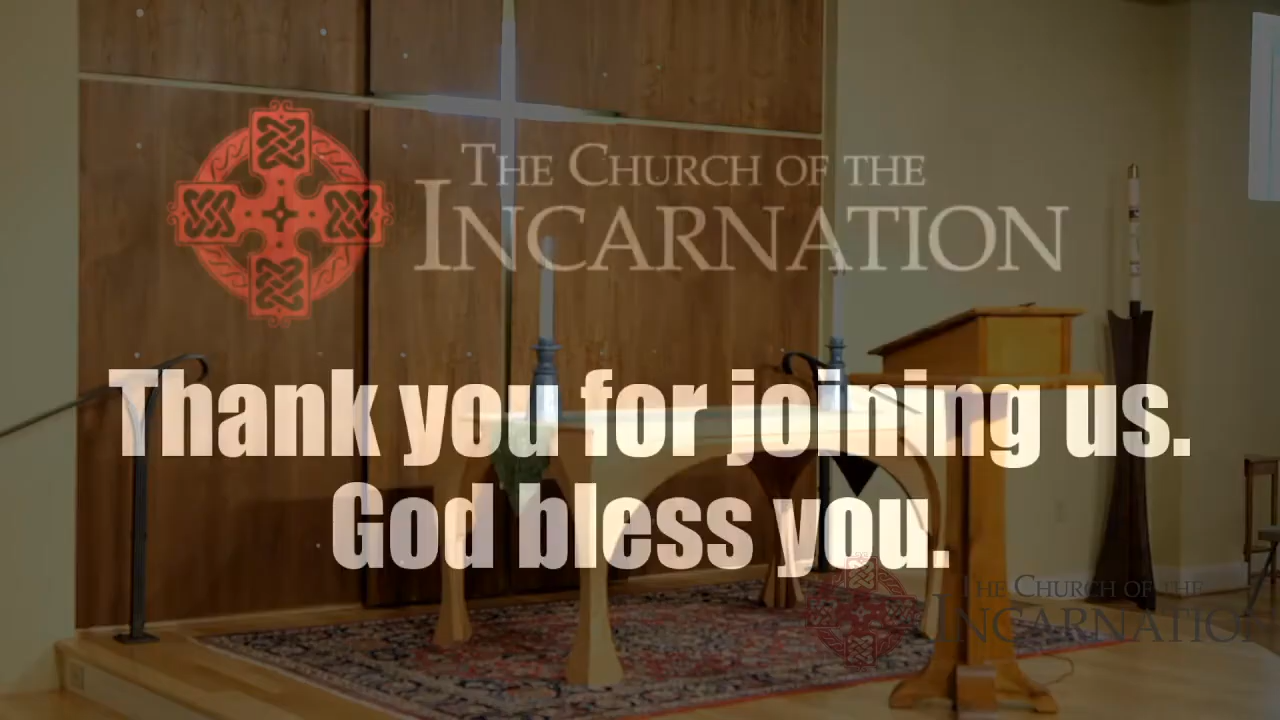 THE CHURCH OF THE
INCARNATION
Thank you for joining us.
God bless you.
THE CHURCH OF THE
INCARNATION